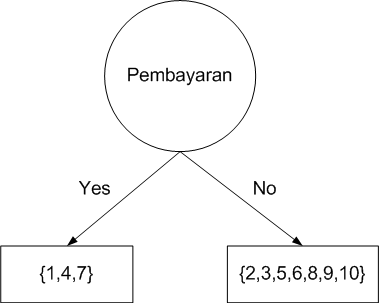 Pembayaran
Yes
No
{1,4,7}
{2,3,5,6,8,9,10}